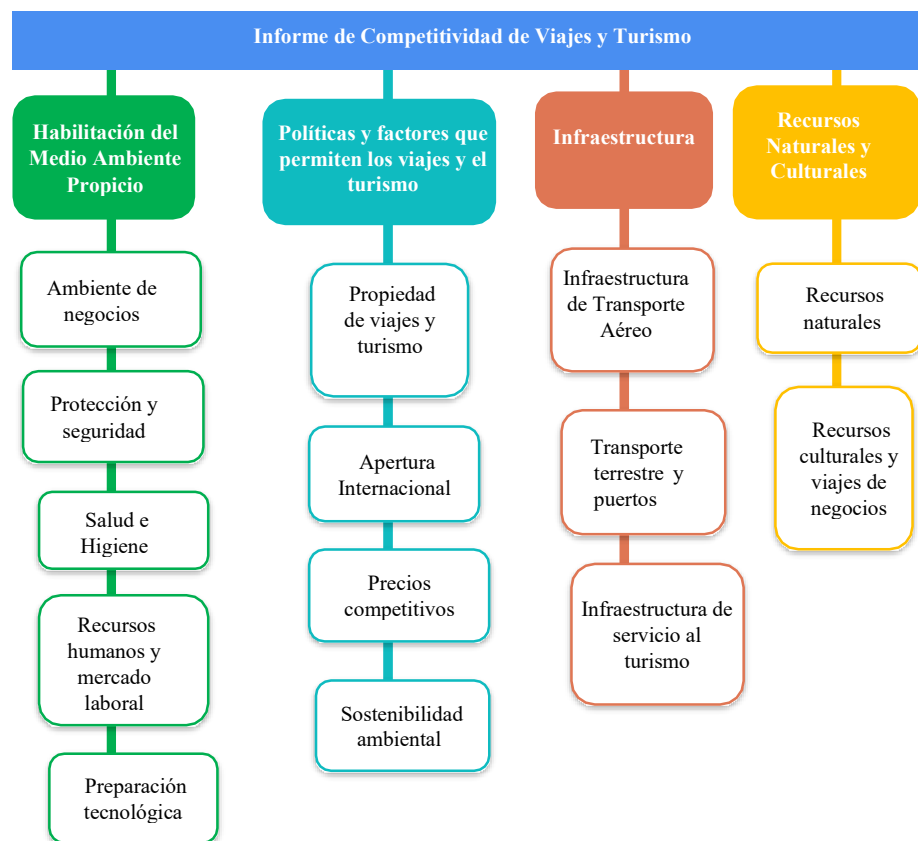 Informe de Competitividad de Viajes y Turismo
Habilitación del
Medio Ambiente
Propicio
Ambiente de
negocios
Protección y
seguridad
Salud e
Higiene
Recursos
humanos y
mercado
laboral
Preparación
tecnológica
Políticas y factores que
permiten los viajes y el
turismo
Propiedad
de viajes y
turismo
Apertura
Internacional
Precios
competitivos
Sostenibilidad
ambiental
Infraestructura
Infraestructura
de Transporte
Aéreo
Transporte
terrestre y
puertos
Infraestructura de
servicio al
turismo
Recursos
Naturales y
Culturales
Recursos
naturales
Recursos
culturales y
viajes de
negocios